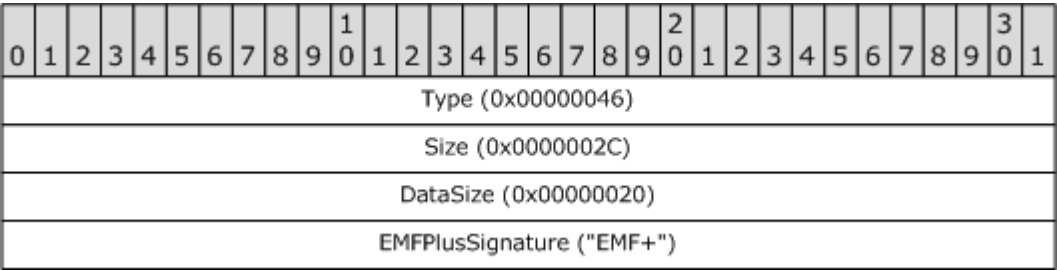 1 2 3
0 1 2 3 4 5 6 7 8 9 0 1 2 3 4 5 6 7 8 9 0 1 2 3 4 5 6 7 8 9 0 1
Type (0x00000046)
Size (0x0000002C)
DataSize (0x00000020)
EMFPlusSignature ("EMF+")